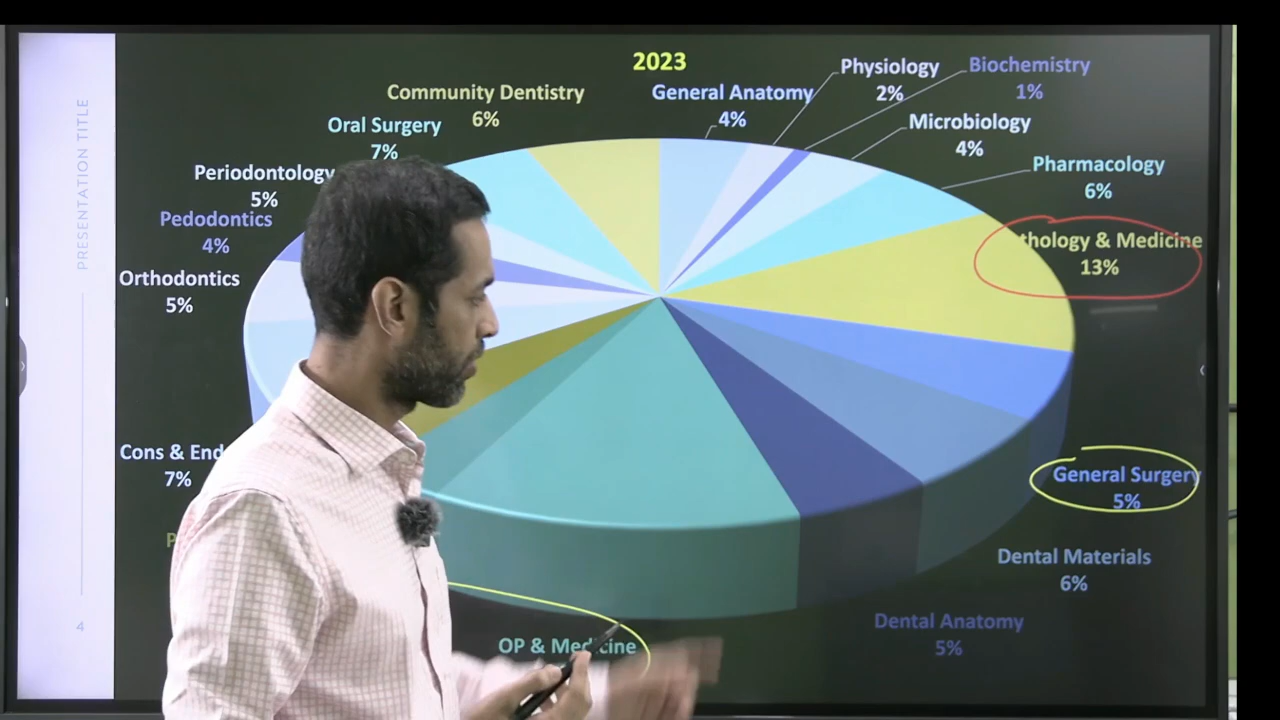 PRESENTATION TITLE
4
2023
General Anatomy
4%
Physiology
2%
Biochemistry
1%
Microbiology
4%
Pharmacology
6%
thology & Medicine
13%
General Surgery
5%
Dental Materials
6%
Dental Anatomy
5%
OP & Medicine
Cons & End
7%
Orthodontics
5%
Pedodontics
4%
Periodontology
5%
Oral Surgery
7%
Community Dentistry
6%